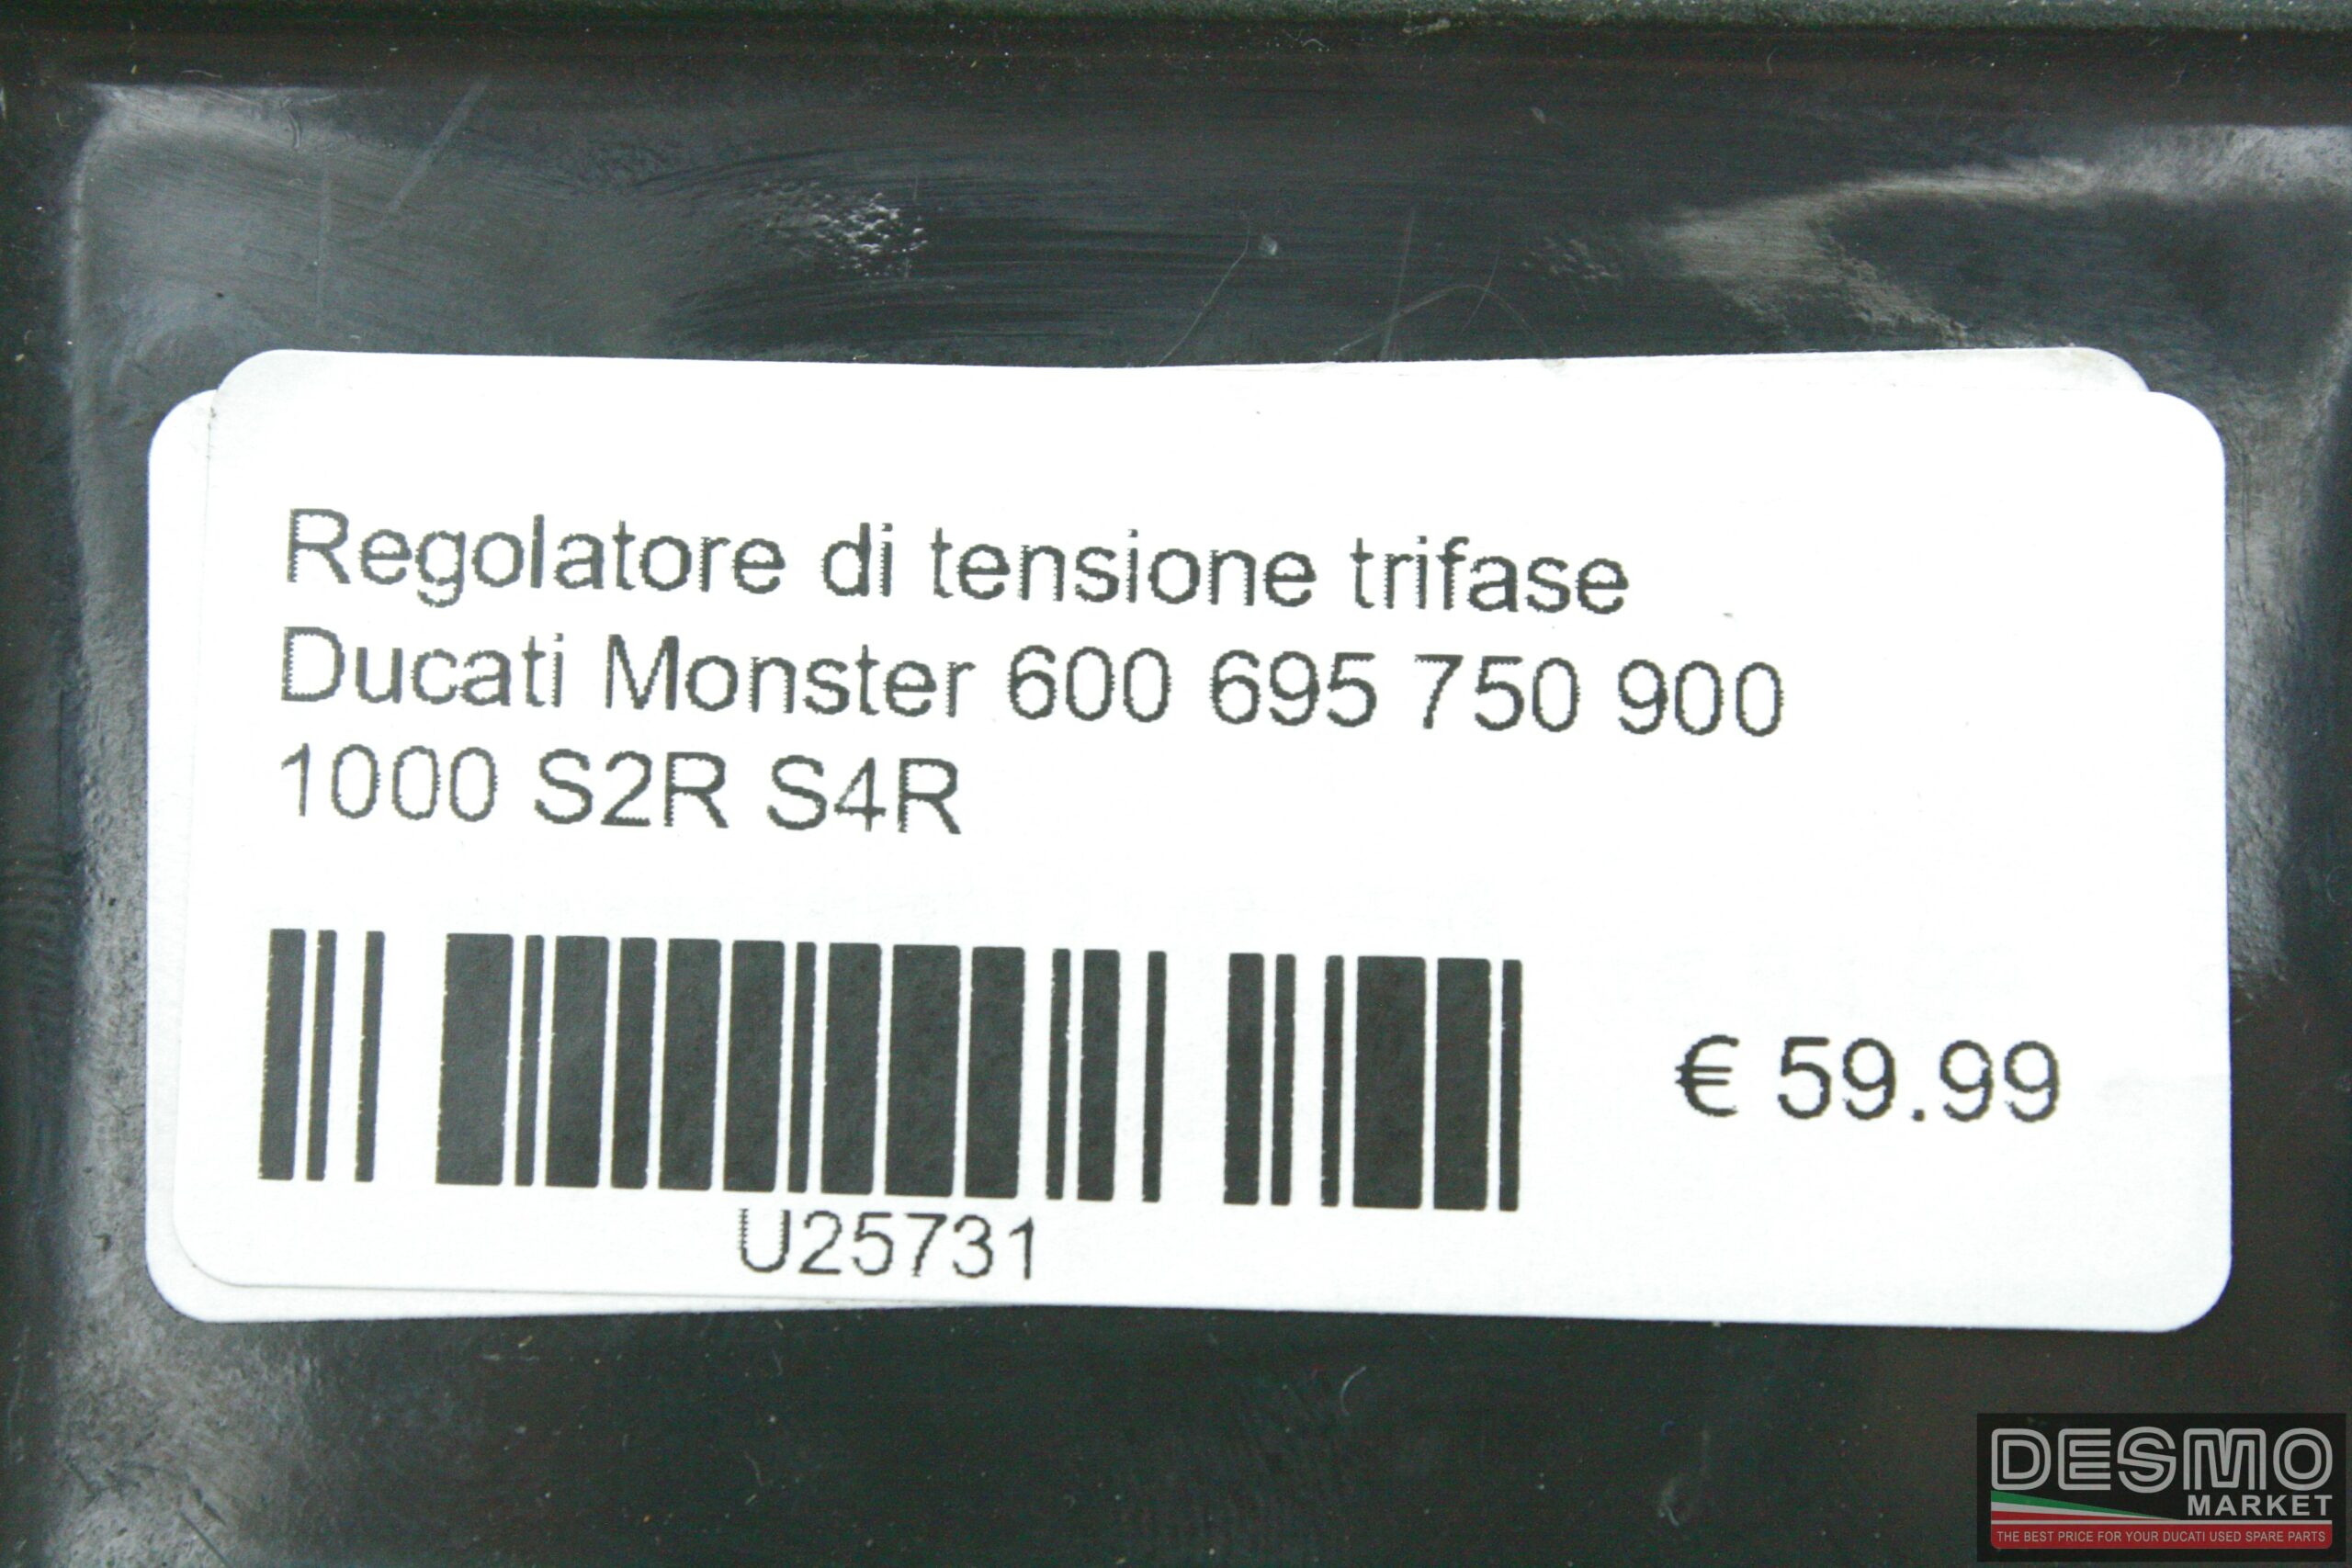 Regolatore di tensione trifase
Ducati Monster 600 695 750 900
1000 S2R S4R
€ 59.99
U25731
DESMO
MARKET
THE BEST PRICE FOR YOUR DUCATI USED SPARE PARTS